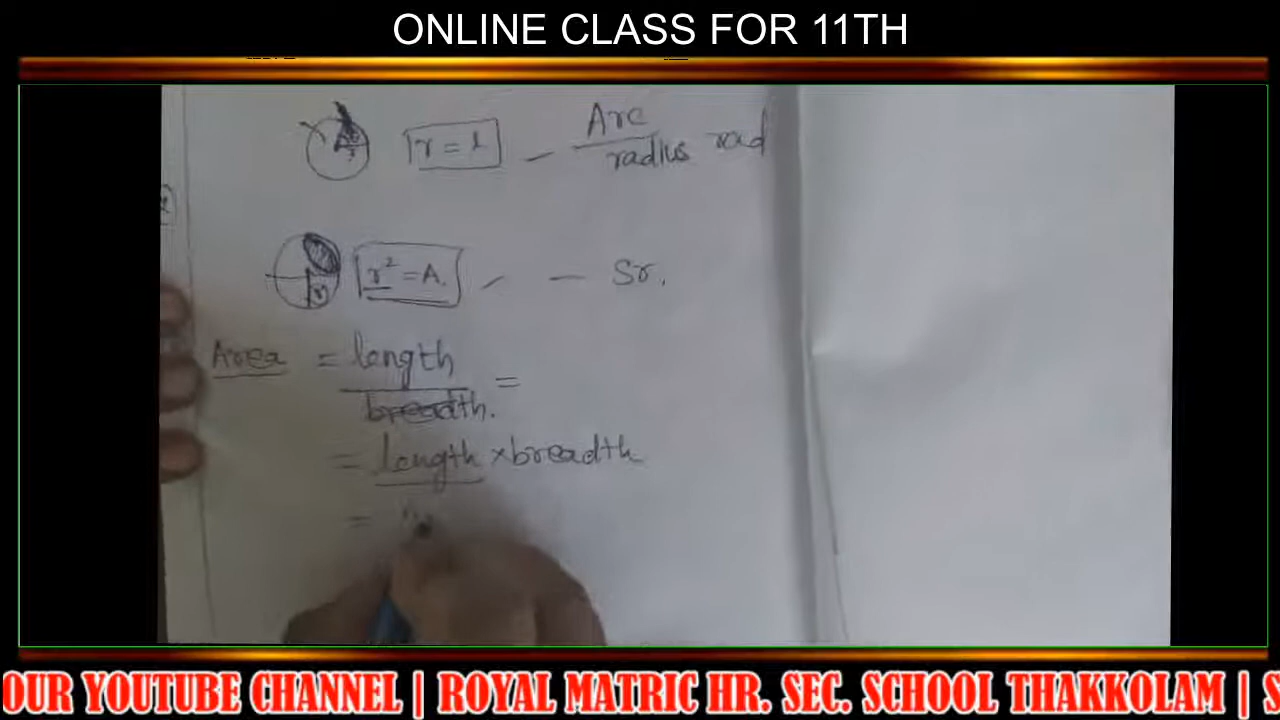 ONLINE CLASS FOR 11TH
r = l — Arc / radius rad
r² = A. — — Sr.
Area = length / breadth. =
= length × breadth
=
OUR YOUTUBE CHANNEL | ROYAL MATRIC HR. SEC. SCHOOL THAKKOLAM | S